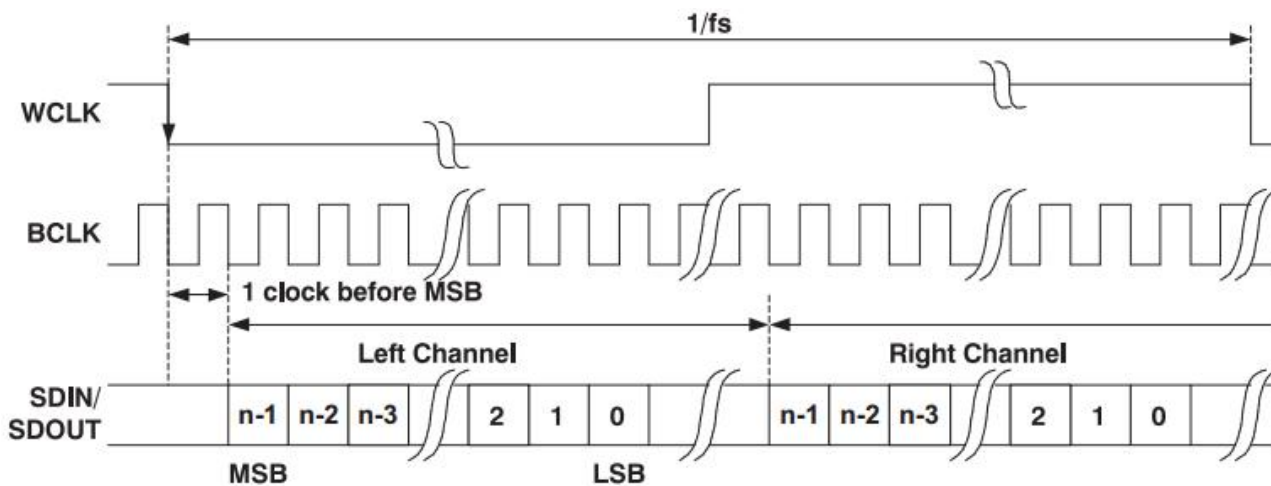 1/fs
WCLK
BCLK
1 clock before MSB
Left Channel
Right Channel
SDIN/
SDOUT
n-1 n-2 n-3 2 1 0 n-1 n-2 n-3 2 1 0
MSB LSB